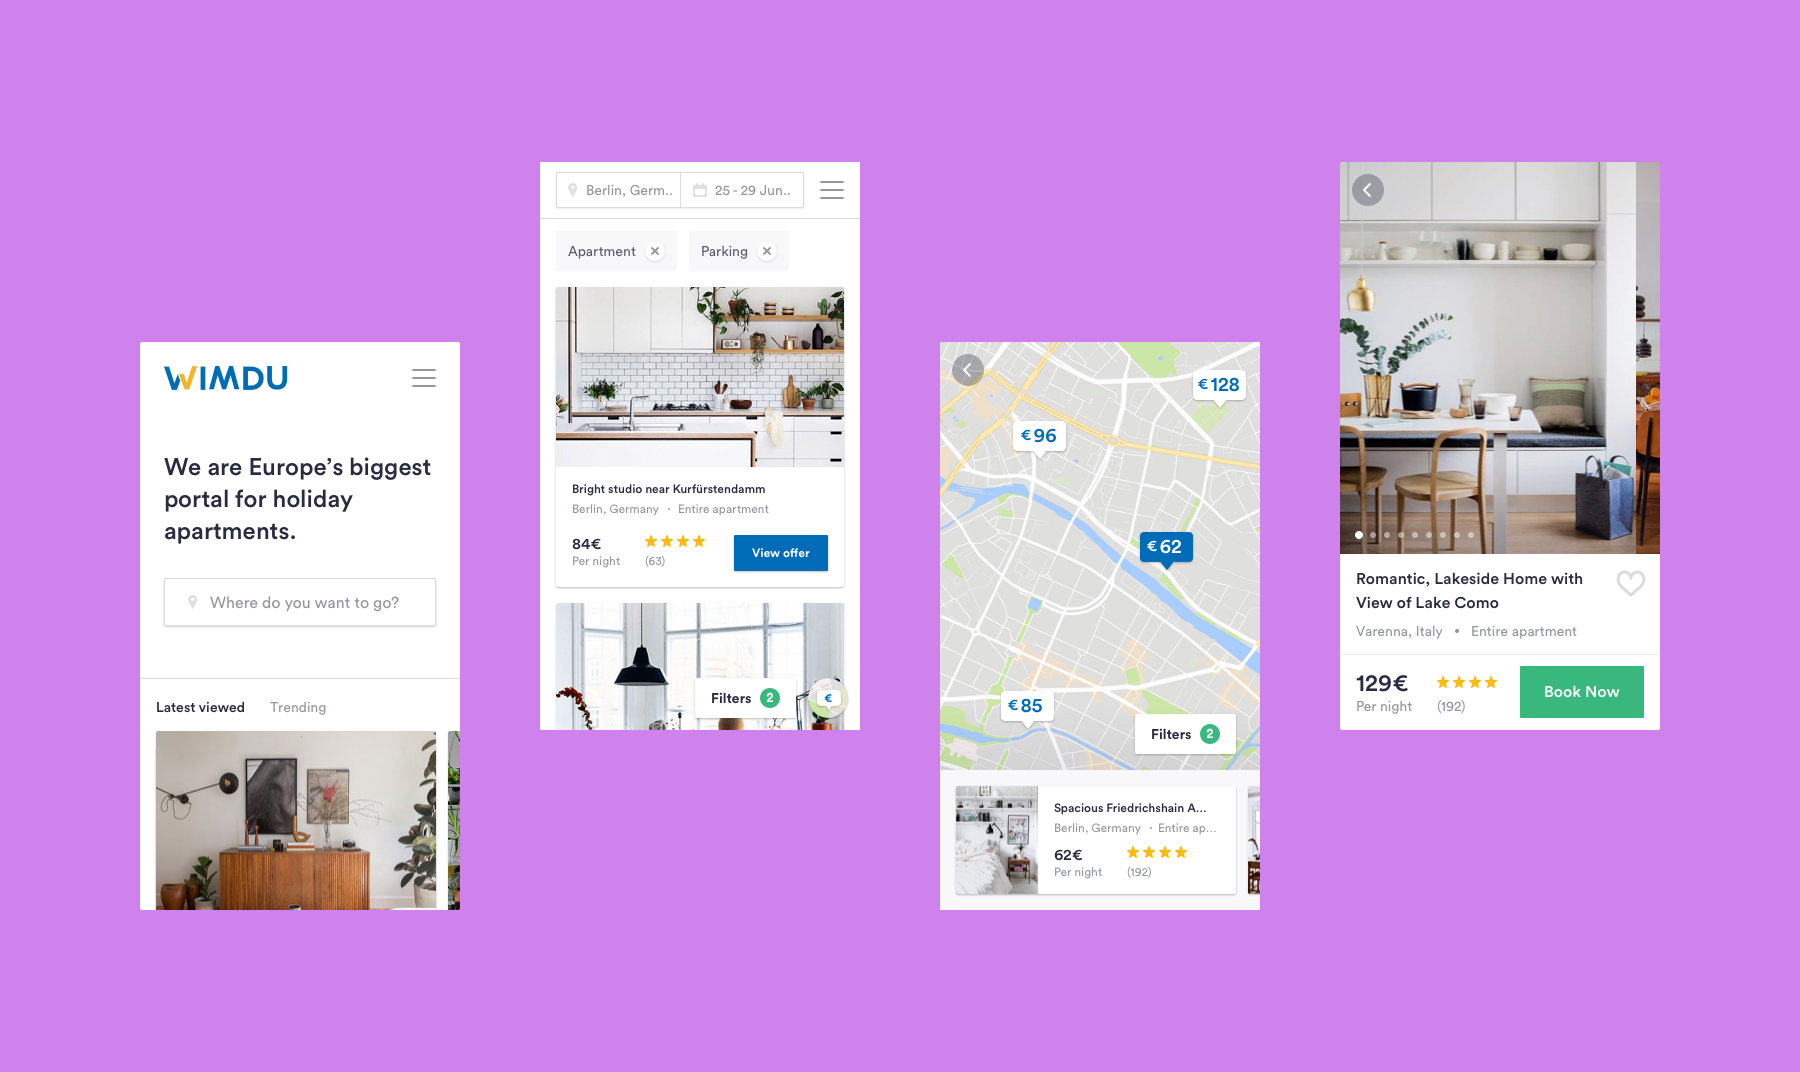 WIMDU
We are Europe’s biggest
portal for holiday
apartments.
Where do you want to go?
Latest viewed
Trending
Berlin, Germ..
25 - 29 Jun..
Apartment
Parking
Bright studio near Kurfürstendamm
Berlin, Germany · Entire apartment
84€
Per night
(63)
View offer
Filters 2
€
€ 128
€ 96
€ 62
€ 85
Filters 2
Spacious Friedrichshain A...
Berlin, Germany · Entire ap...
62€
Per night
(192)
Romantic, Lakeside Home with
View of Lake Como
Varenna, Italy • Entire apartment
129€
Per night
(192)
Book Now